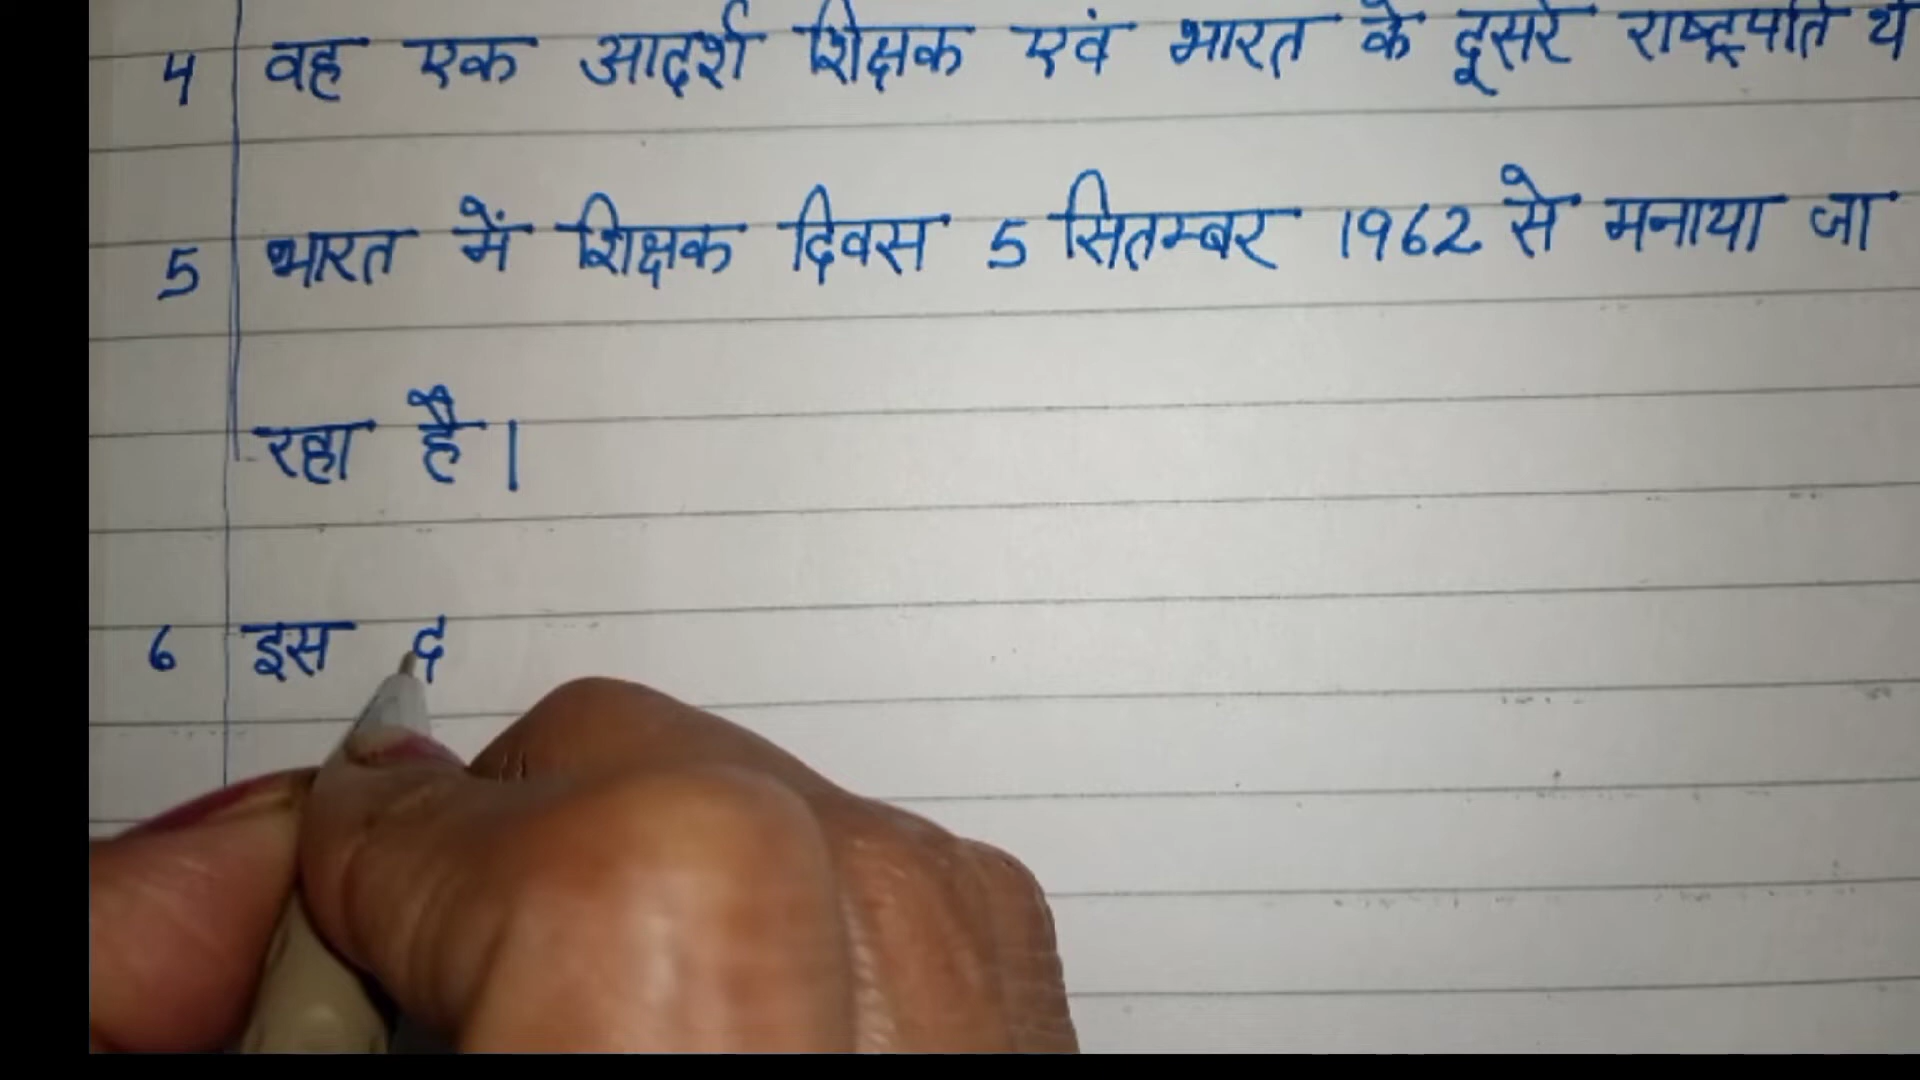 4 वह एक आदर्श शिक्षक एवं भारत के दूसरे राष्ट्रपति थे
5 भारत में शिक्षक दिवस 5 सितम्बर 1962 से मनाया जा
रहा है।
6 इस द